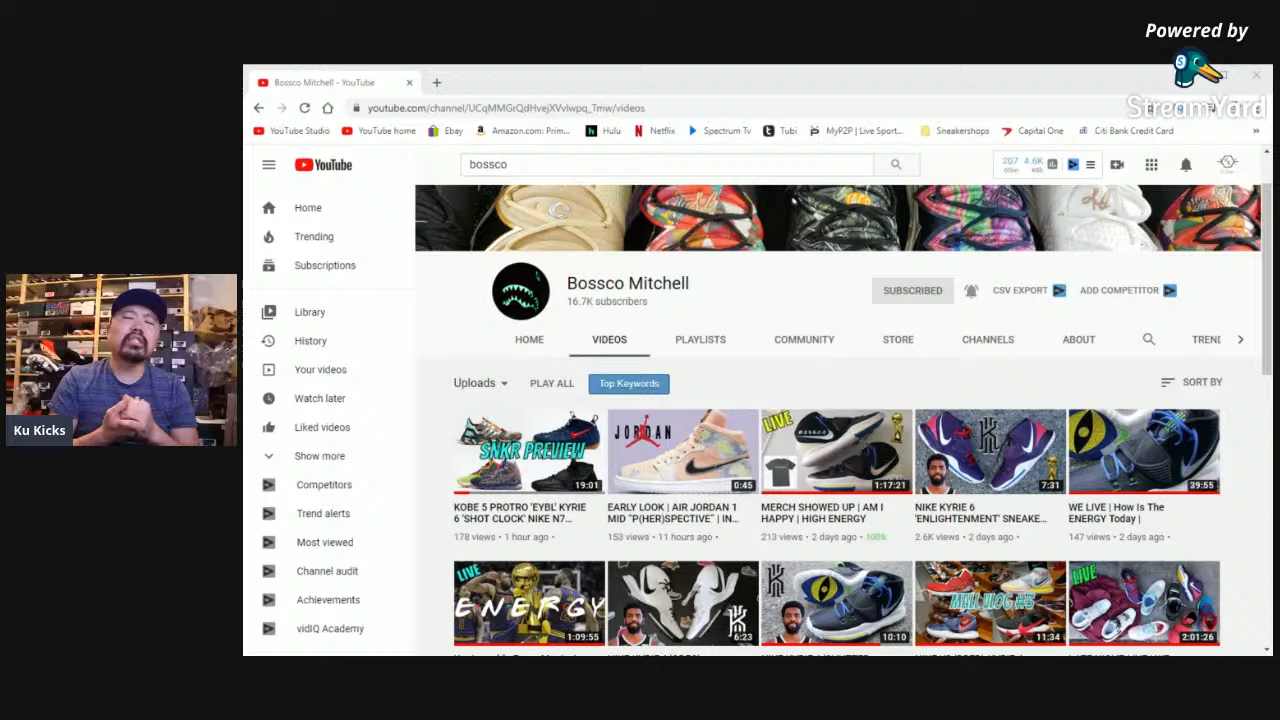 Powered by
StreamYard
Bossco Mitchell - YouTube
youtube.com/channel/UCqMMGrQdHvejXVvlwpq_Tmw/videos
YouTube Studio
YouTube home
Ebay
Amazon.com: Prim...
Hulu
Netflix
Spectrum Tv
Tubi
MyP2P | Live Sport...
Sneakershops
Capital One
Citi Bank Credit Card
YouTube
bossco
207 4.6K
60m 48h
Home
Trending
Subscriptions
Library
History
Your videos
Watch later
Liked videos
Show more
Competitors
Trend alerts
Most viewed
Channel audit
Achievements
vidIQ Academy
Ku Kicks
Bossco Mitchell
16.7K subscribers
SUBSCRIBED
CSV EXPORT
ADD COMPETITOR
HOME
VIDEOS
PLAYLISTS
COMMUNITY
STORE
CHANNELS
ABOUT
TREND
Uploads
PLAY ALL
Top Keywords
SORT BY
SNKR PREVIEW
19:01
KOBE 5 PROTRO 'EYBL' KYRIE
6 'SHOT CLOCK' NIKE N7...
178 views • 1 hour ago •
JORDAN
0:45
EARLY LOOK | AIR JORDAN 1
MID "P(HER)SPECTIVE" | IN...
153 views • 11 hours ago •
LIVE
BOSSCO
1:17:21
MERCH SHOWED UP | AM I
HAPPY | HIGH ENERGY
213 views • 2 days ago • 100%
7:31
NIKE KYRIE 6
'ENLIGHTENMENT' SNEAKE...
2.6K views • 2 days ago •
39:55
WE LIVE | How Is The
ENERGY Today |
147 views • 2 days ago •
LIVE
ENERGY
1:09:55
6:23
10:10
MALL VLOG #3
11:34
LIVE
2:01:26